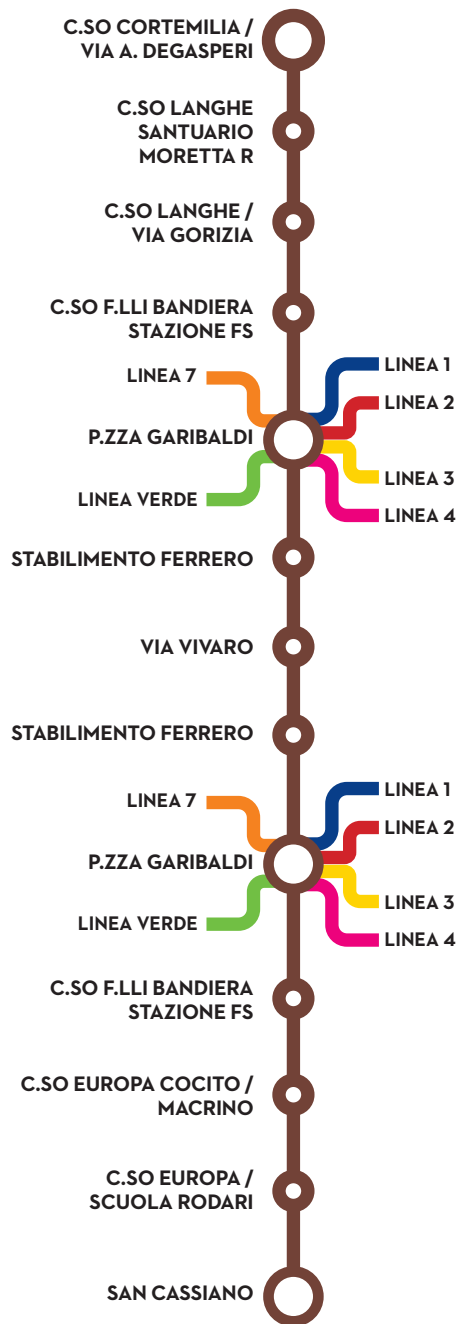 C.SO CORTEMILIA /
VIA A. DEGASPERI
C.SO LANGHE
SANTUARIO
MORETTA R
C.SO LANGHE /
VIA GORIZIA
C.SO F.LLI BANDIERA
STAZIONE FS
LINEA 7
LINEA 1
LINEA 2
P.ZZA GARIBALDI
LINEA 3
LINEA VERDE
LINEA 4
STABILIMENTO FERRERO
VIA VIVARO
STABILIMENTO FERRERO
LINEA 7
LINEA 1
LINEA 2
P.ZZA GARIBALDI
LINEA 3
LINEA VERDE
LINEA 4
C.SO F.LLI BANDIERA
STAZIONE FS
C.SO EUROPA COCITO /
MACRINO
C.SO EUROPA /
SCUOLA RODARI
SAN CASSIANO